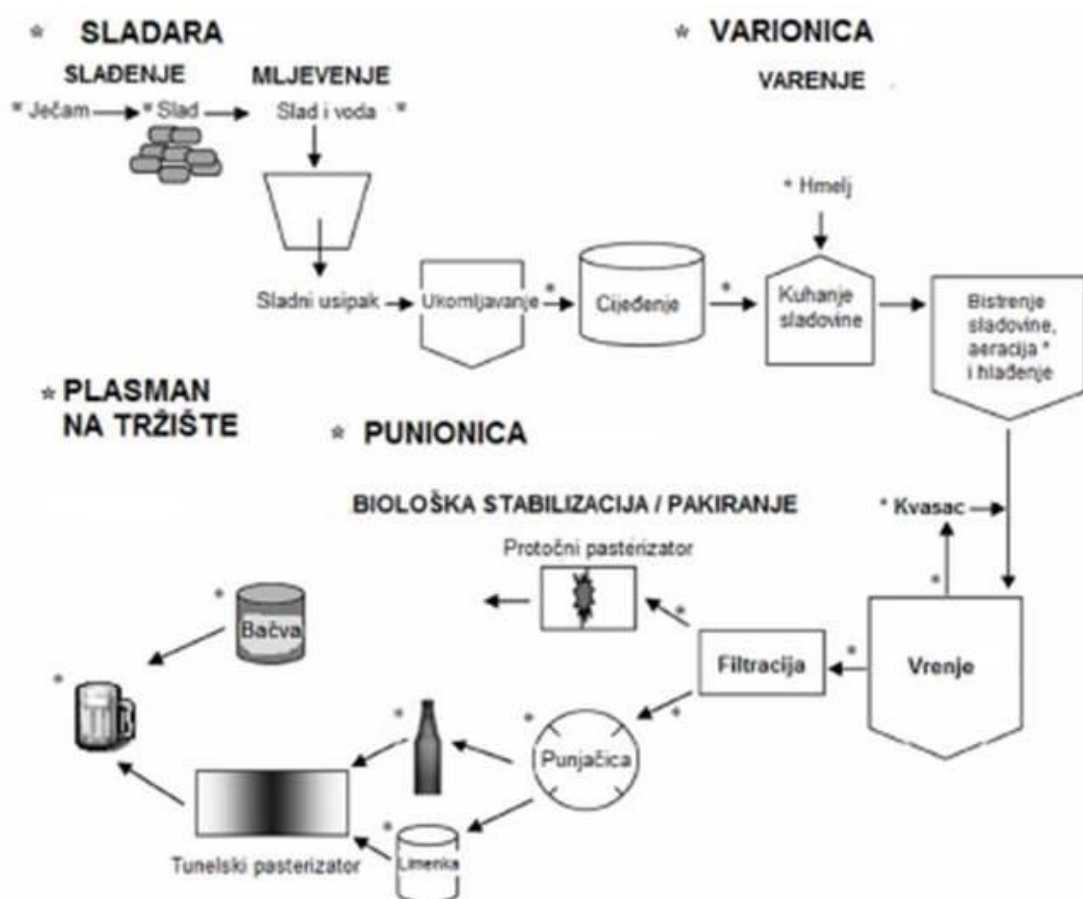 * SLADARA
* VARIONICA
SLAĐENJE
MLJEVENJE
VARENJE
* Ječam
* Slad
Slad i voda *
* Hmelj
Sladni usipak
Ukomljavanje
*
Cijeđenje
*
Kuhanje
sladovine
Bistrenje
sladovine,
aeracija *
i hlađenje
* PLASMAN
NA TRŽIŠTE
* PUNIONICA
BIOLOŠKA STABILIZACIJA / PAKIRANJE
* Kvasac
Protočni pasterizator
*
*
Bačva
*
Filtracija
*
Vrenje
*
*
*
*
Punjačica
Tunelski pasterizator
*
Limenka